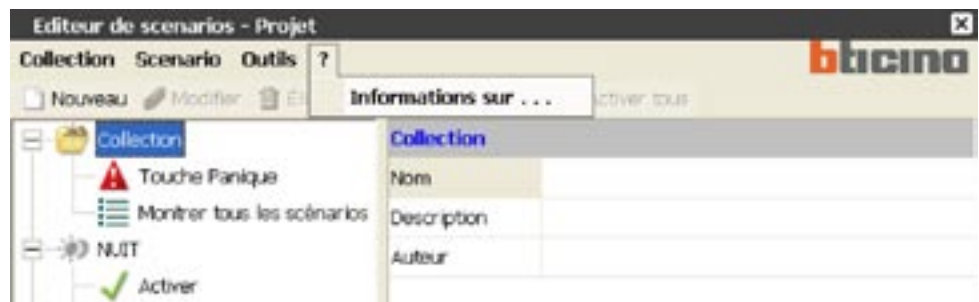 Editeur de scenarios - Projet
Collection Scenario Outils ?
bticino
Nouveau Modifier
Informations sur . . .
tous
Collection
Touche Panique
Montrer tous les scénarios
NUIT
Activer
Collection
Nom
Description
Auteur